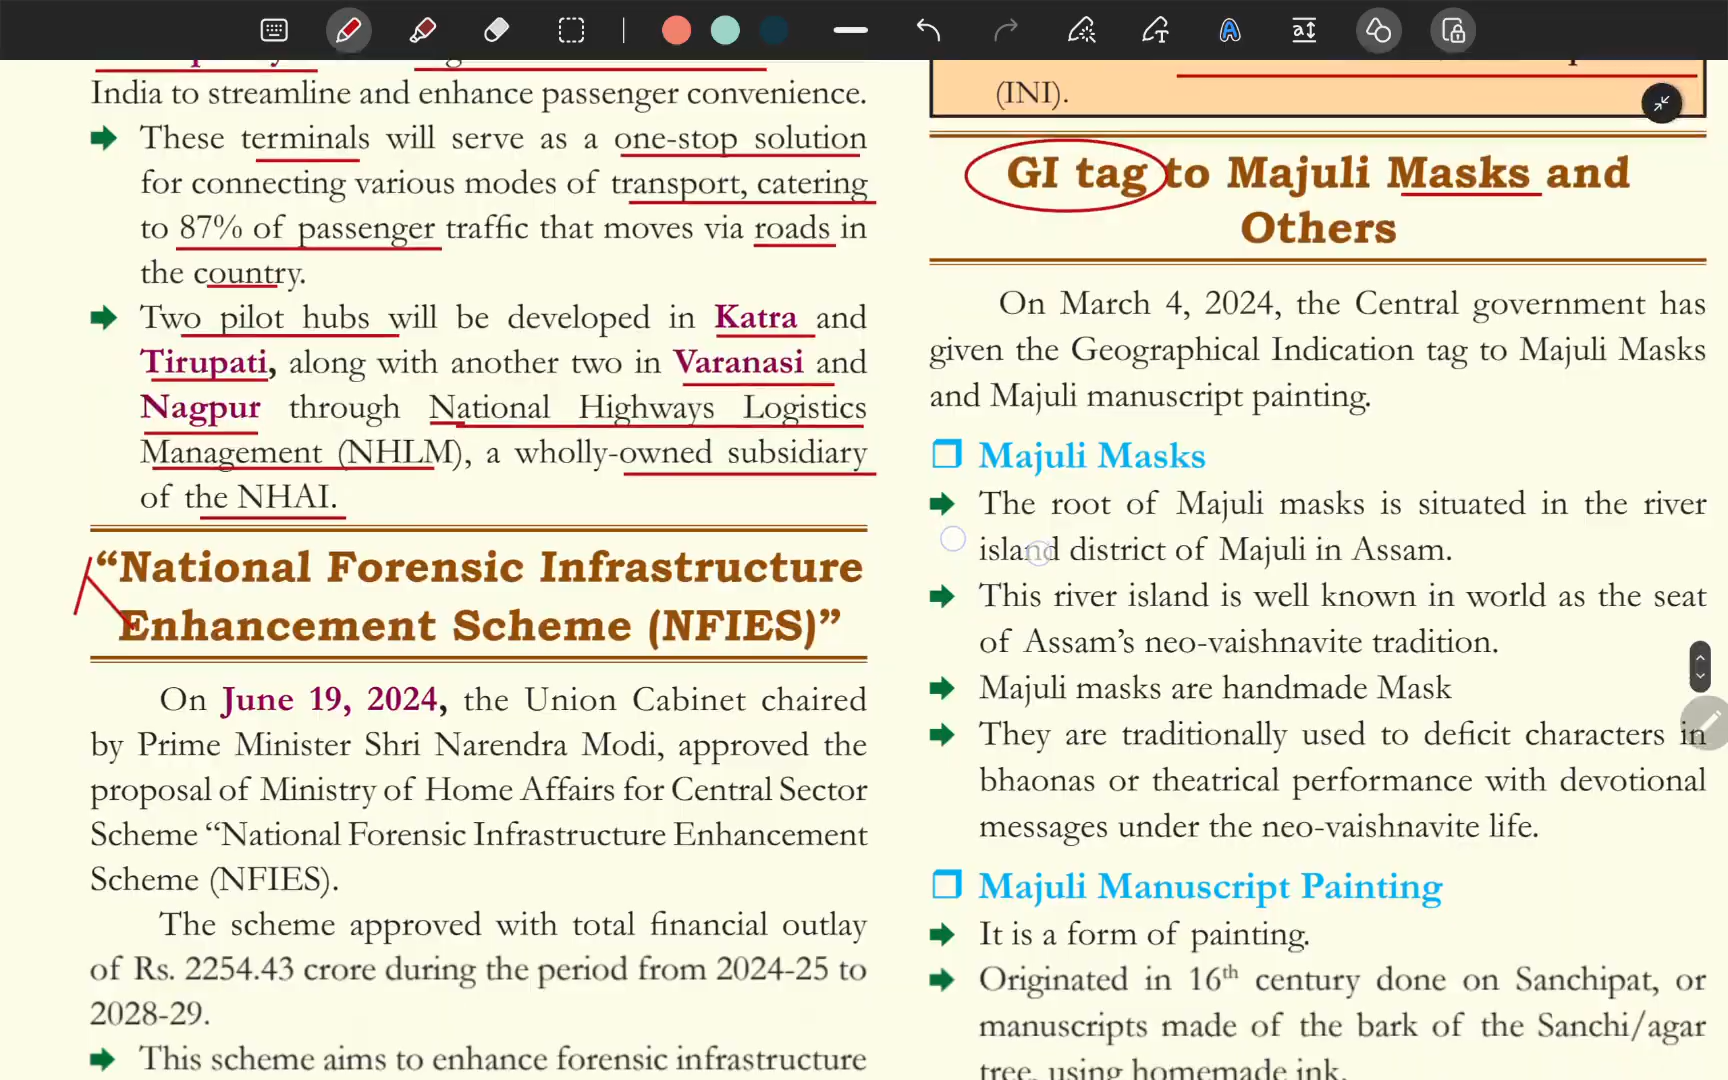 India to streamline and enhance passenger convenience.
These terminals will serve as a one-stop solution
for connecting various modes of transport, catering
to 87% of passenger traffic that moves via roads in
the country.
Two pilot hubs will be developed in Katra and
Tirupati, along with another two in Varanasi and
Nagpur through National Highways Logistics
Management (NHLM), a wholly-owned subsidiary
of the NHAI.
“National Forensic Infrastructure
Enhancement Scheme (NFIES)”
On June 19, 2024, the Union Cabinet chaired
by Prime Minister Shri Narendra Modi, approved the
proposal of Ministry of Home Affairs for Central Sector
Scheme “National Forensic Infrastructure Enhancement
Scheme (NFIES).
The scheme approved with total financial outlay
of Rs. 2254.43 crore during the period from 2024-25 to
2028-29.
This scheme aims to enhance forensic infrastructure
(INI).
GI tag to Majuli Masks and
Others
On March 4, 2024, the Central government has
given the Geographical Indication tag to Majuli Masks
and Majuli manuscript painting.
Majuli Masks
The root of Majuli masks is situated in the river
island district of Majuli in Assam.
This river island is well known in world as the seat
of Assam’s neo-vaishnavite tradition.
Majuli masks are handmade Mask
They are traditionally used to deficit characters in
bhaonas or theatrical performance with devotional
messages under the neo-vaishnavite life.
Majuli Manuscript Painting
It is a form of painting.
Originated in 16th century done on Sanchipat, or
manuscripts made of the bark of the Sanchi/agar
tree, using homemade ink.